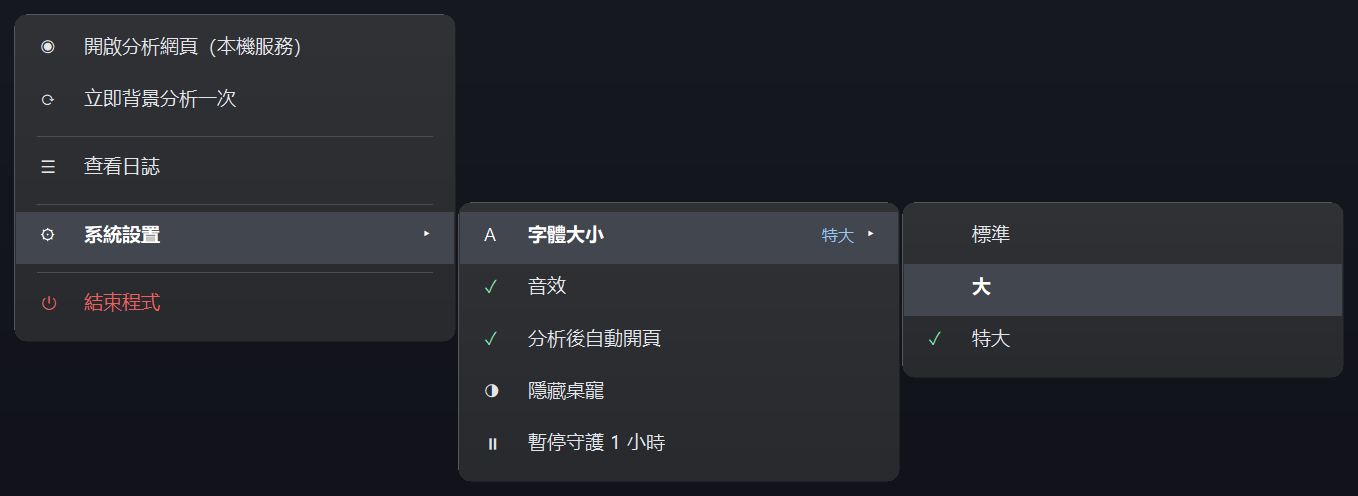 開啟分析網頁（本機服務）
立即背景分析一次
查看日誌
系統設置
結束程式
A 字體大小 特大
✓ 音效
✓ 分析後自動開頁
隱藏桌寵
暫停守護 1 小時
標準
大
✓ 特大